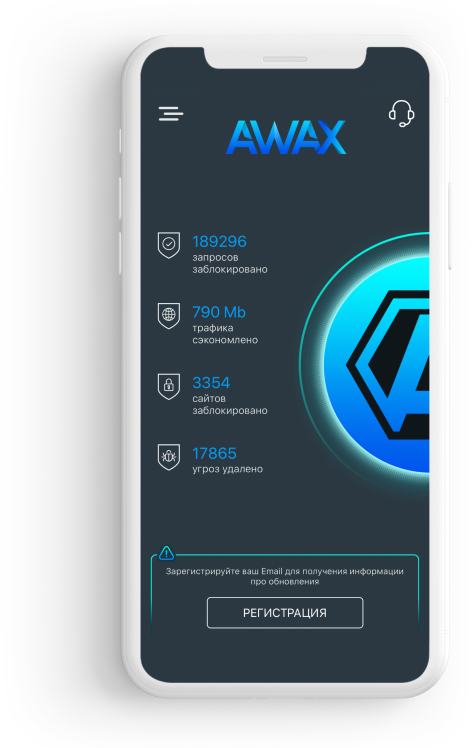 AWAX
189296
запросов
заблокировано
790 Mb
трафика
сэкономлено
3354
сайтов
заблокировано
17865
угроз удалено
Зарегистрируйте ваш Email для получения информации
про обновления
РЕГИСТРАЦИЯ